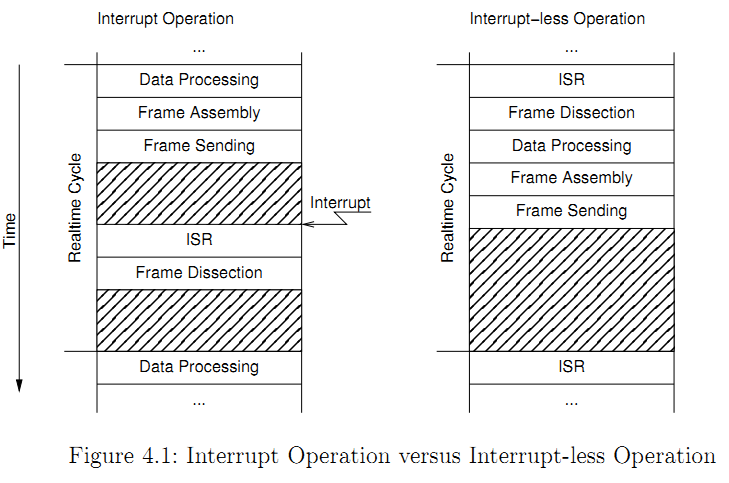 Interrupt Operation
...
Data Processing
Frame Assembly
Frame Sending
Interrupt
ISR
Frame Dissection
Data Processing
...
Realtime Cycle
Time
Interrupt-less Operation
...
ISR
Frame Dissection
Data Processing
Frame Assembly
Frame Sending
ISR
...
Realtime Cycle
Figure 4.1: Interrupt Operation versus Interrupt-less Operation